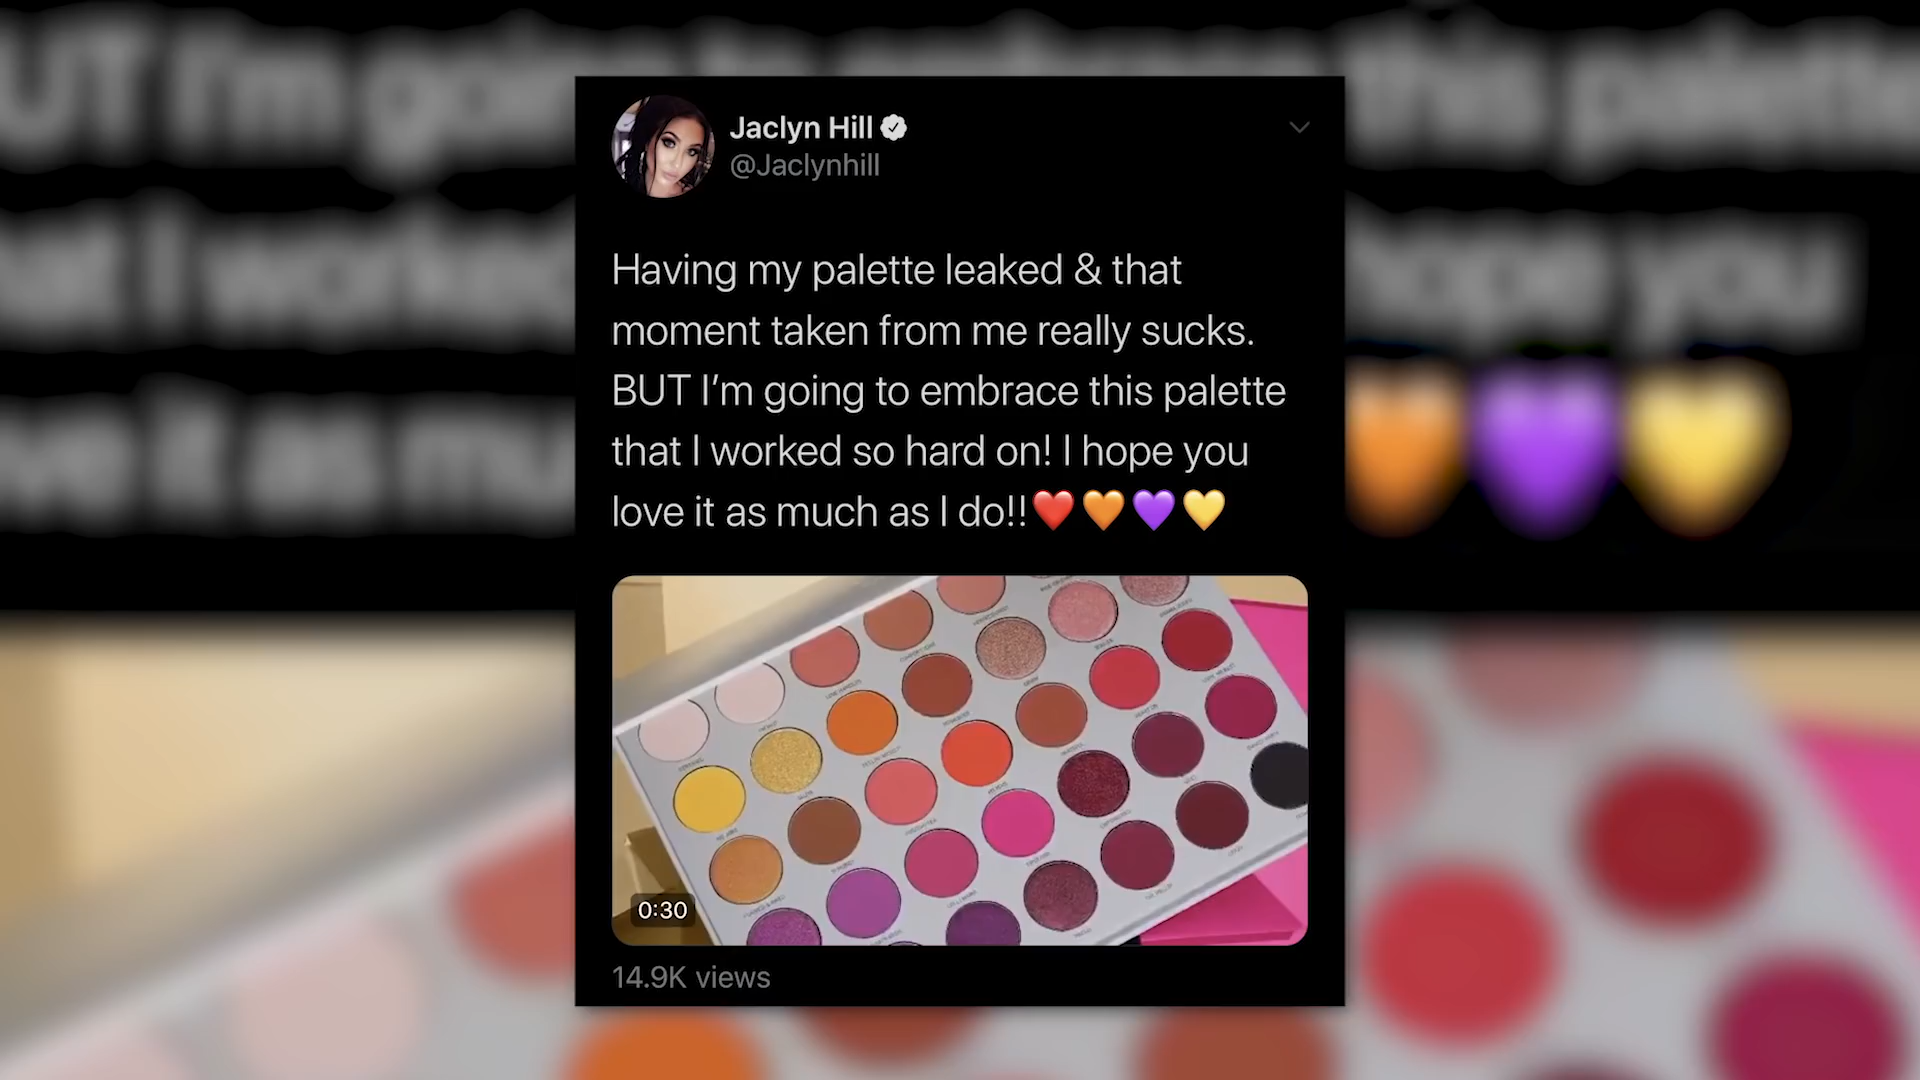 Jaclyn Hill
@Jaclynhill
Having my palette leaked & that
moment taken from me really sucks.
BUT I'm going to embrace this palette
that I worked so hard on! I hope you
love it as much as I do!!❤️🧡💜💛
0:30
14.9K views